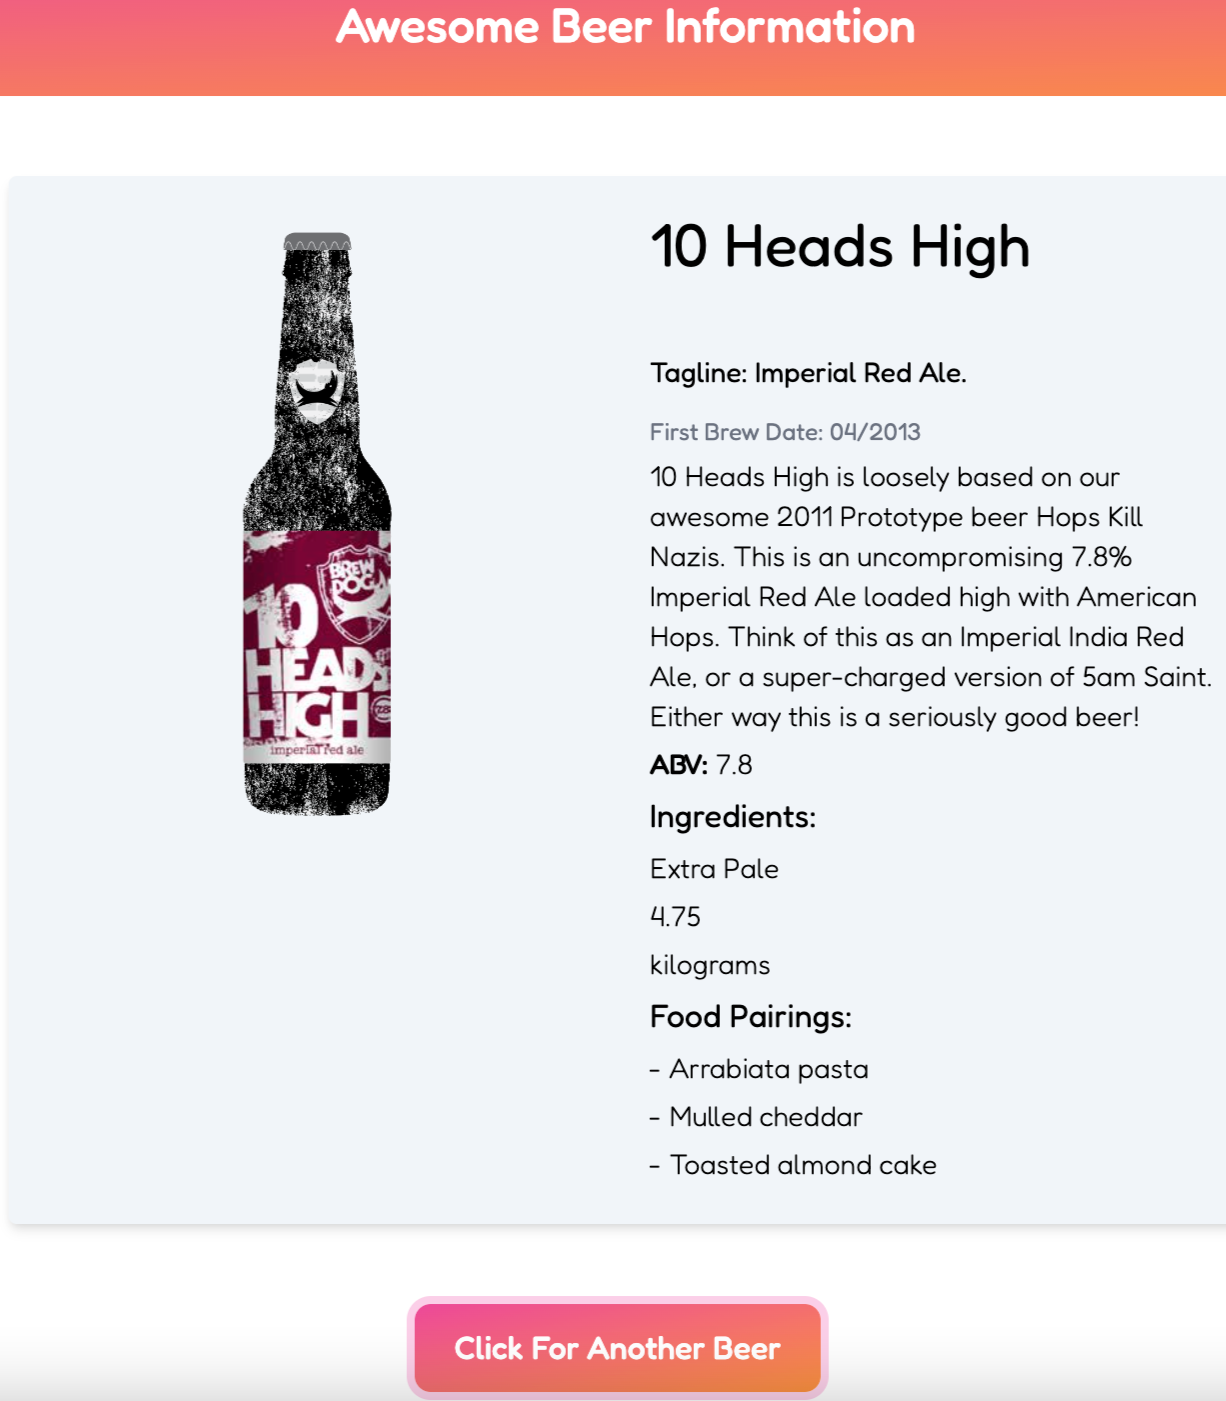 Awesome Beer Information
10 Heads High
Tagline: Imperial Red Ale.
First Brew Date: 04/2013
10 Heads High is loosely based on our
awesome 2011 Prototype beer Hops Kill
Nazis. This is an uncompromising 7.8%
Imperial Red Ale loaded high with American
Hops. Think of this as an Imperial India Red
Ale, or a super-charged version of 5am Saint.
Either way this is a seriously good beer!
ABV: 7.8
Ingredients:
Extra Pale
4.75
kilograms
Food Pairings:
- Arrabiata pasta
- Mulled cheddar
- Toasted almond cake
BREW
DOG
10
HEADS
HIGH
imperial red ale
Click For Another Beer